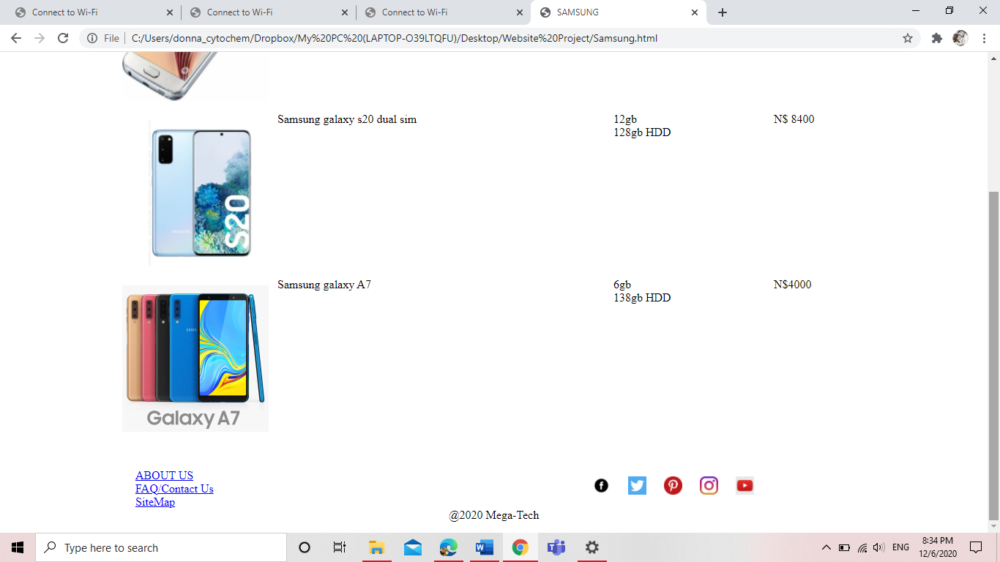 Connect to Wi-Fi
Connect to Wi-Fi
Connect to Wi-Fi
SAMSUNG
File
C:/Users/donna_cytochem/Dropbox/My%20PC%20(LAPTOP-O39LTQFU)/Desktop/Website%20Project/Samsung.html
Samsung galaxy s20 dual sim
12gb
128gb HDD
N$ 8400
SAMSUNG
S20
Samsung galaxy A7
6gb
138gb HDD
N$4000
SAMS
Galaxy A7
ABOUT US
FAQ/Contact Us
SiteMap
@2020 Mega-Tech
Type here to search
ENG
8:34 PM
12/6/2020